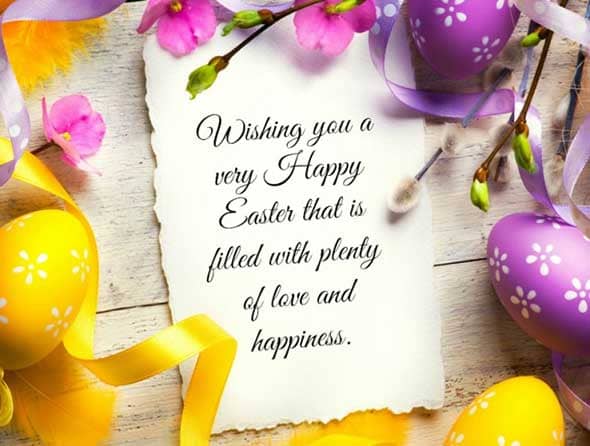 Wishing you a
very Happy
Easter that is
filled with plenty
of love and
happiness.